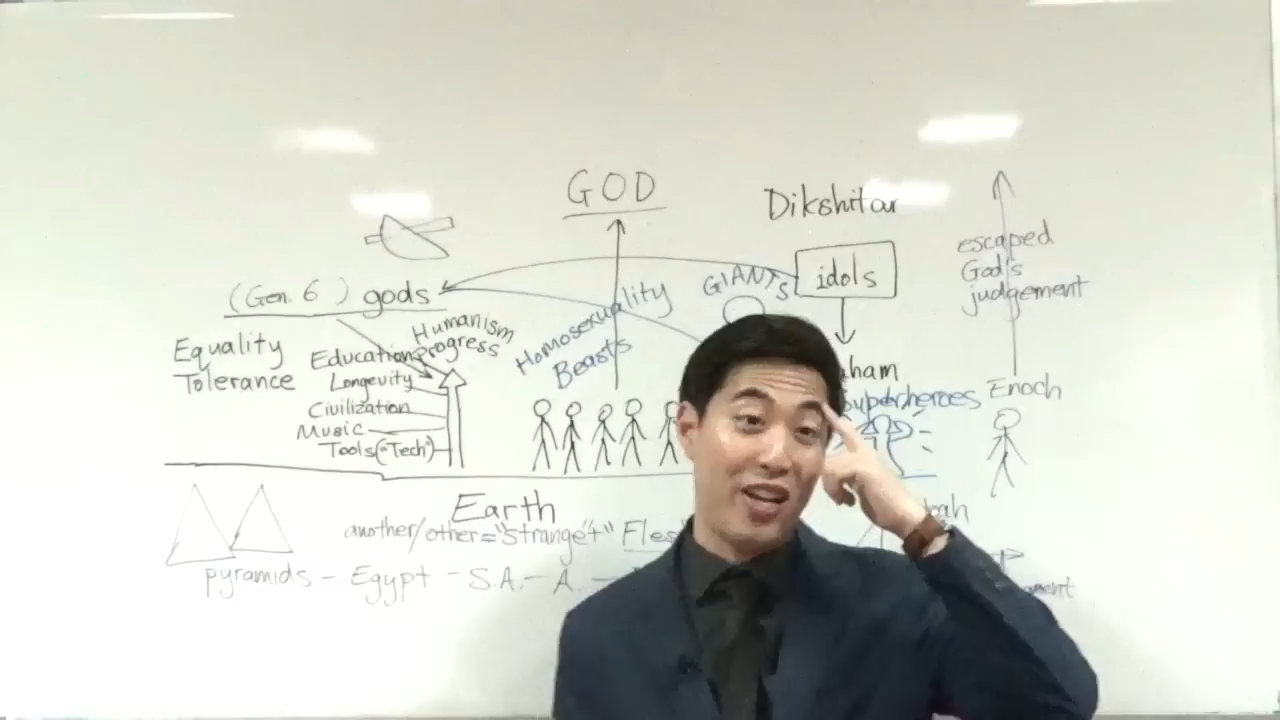 GOD
Dikshitar
escaped
God's
judgement
idols
GIANTS
(Gen. 6) gods
Humanism
Progress
Homosexuality
Beasts
Equality
Tolerance
Education
Longevity
Civilization
Music
Tools("Tech")
Superheroes
Enoch
Earth
another/other="strange"+"
pyramids - Egypt - S.A. - A. -